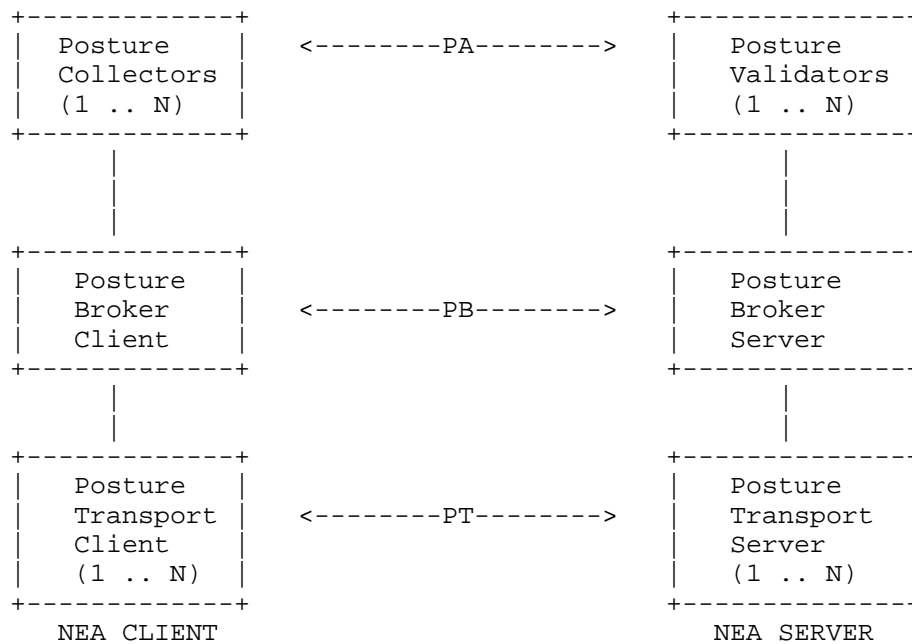 +-------------+                          +--------------
|  Posture    |   <--------PA-------->   |   Posture
|  Collectors |                          |   Validators
|  (1 .. N)   |                          |   (1 .. N)
+-------------+                          +--------------
      |                                         |
      |                                         |
      |                                         |
+-------------+                          +--------------
|   Posture   |                          |   Posture
|   Broker    |   <--------PB-------->   |   Broker
|   Client    |                          |   Server
+-------------+                          +--------------
      |                                         |
      |                                         |
+-------------+                          +--------------
|   Posture   |                          |   Posture
|   Transport |   <--------PT-------->   |   Transport
|   Client    |                          |   Server
|   (1 .. N)  |                          |   (1 .. N)
+-------------+                          +--------------
  NEA CLIENT                               NEA SERVER